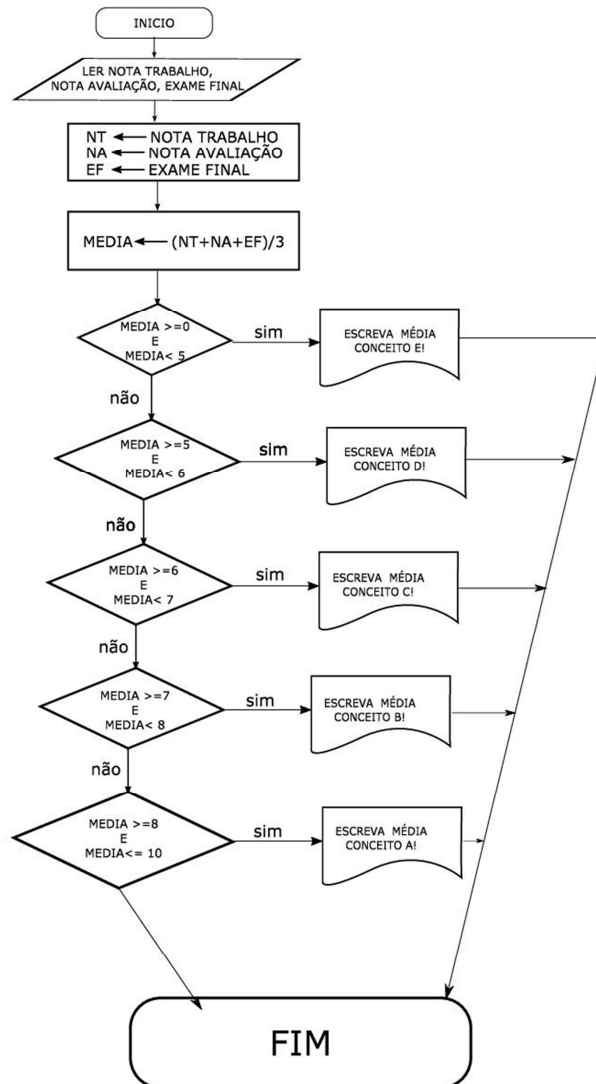 INICIO
LER NOTA TRABALHO,
NOTA AVALIAÇÃO, EXAME FINAL
NT ← NOTA TRABALHO
NA ← NOTA AVALIAÇÃO
EF ← EXAME FINAL
MEDIA ← (NT+NA+EF)/3
MEDIA >=0
E
MEDIA< 5
sim
ESCREVA MÉDIA
CONCEITO E!
não
MEDIA >=5
E
MEDIA< 6
sim
ESCREVA MÉDIA
CONCEITO D!
não
MEDIA >=6
E
MEDIA< 7
sim
ESCREVA MÉDIA
CONCEITO C!
não
MEDIA >=7
E
MEDIA< 8
sim
ESCREVA MÉDIA
CONCEITO B!
não
MEDIA >=8
E
MEDIA<= 10
sim
ESCREVA MÉDIA
CONCEITO A!
FIM